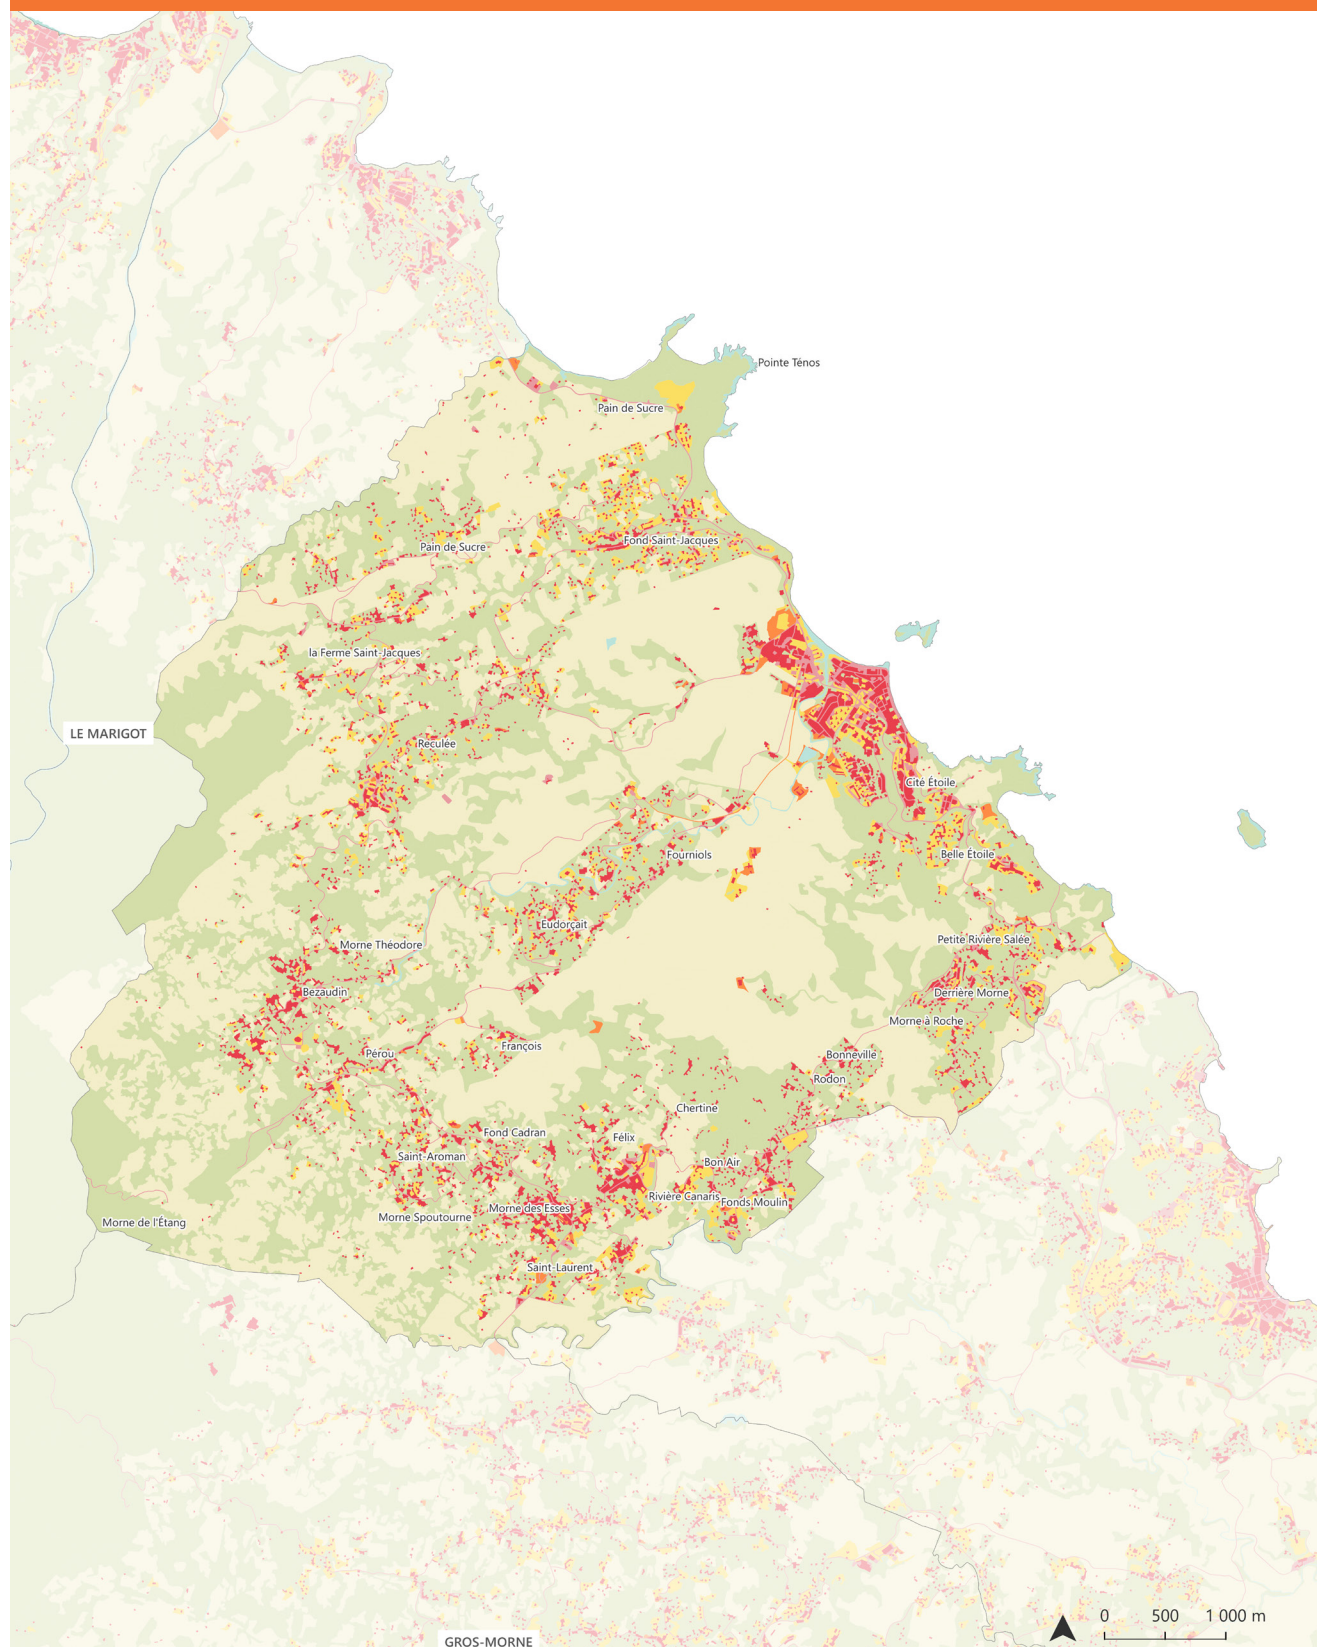 Pointe Ténos
Pain de Sucre
Fond Saint-Jacques
Pain de Sucre
la Ferme Saint-Jacques
LE MARIGOT
Reculée
Cité Étoile
Fourniols
Belle Étoile
Eudorçait
Morne Théodore
Petite Rivière Salée
Bezaudin
Derrière Morne
Morne à Roche
François
Pérou
Bonneville
Rodon
Chertine
Fond Cadran
Félix
Saint-Aroman
Bon Air
Rivière Canaris
Fonds Moulin
Morne des Esses
Morne Spoutourne
Morne de l'Étang
Saint-Laurent
0 500 1 000 m
GROS-MORNE